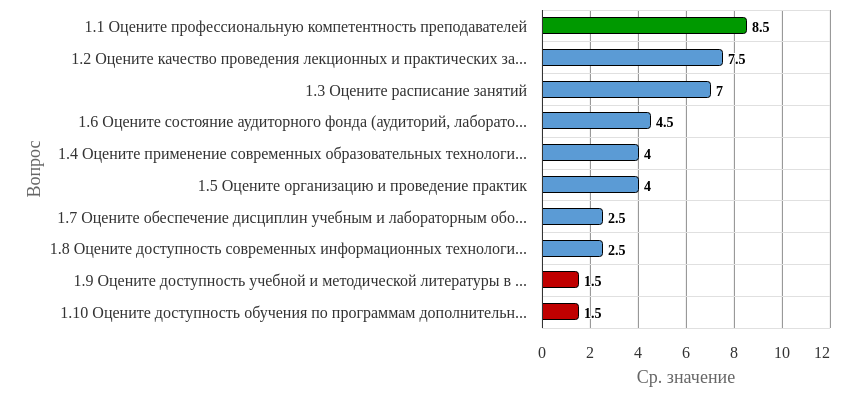 1.1 Оцените профессиональную компетентность преподавателей 8.5
1.2 Оцените качество проведения лекционных и практических за... 7.5
1.3 Оцените расписание занятий 7
1.6 Оцените состояние аудиторного фонда (аудиторий, лаборато... 4.5
1.4 Оцените применение современных образовательных технологи... 4
1.5 Оцените организацию и проведение практик 4
1.7 Оцените обеспечение дисциплин учебным и лабораторным обо... 2.5
1.8 Оцените доступность современных информационных технологи... 2.5
1.9 Оцените доступность учебной и методической литературы в ... 1.5
1.10 Оцените доступность обучения по программам дополнительн... 1.5
Вопрос
0 2 4 6 8 10 12
Ср. значение